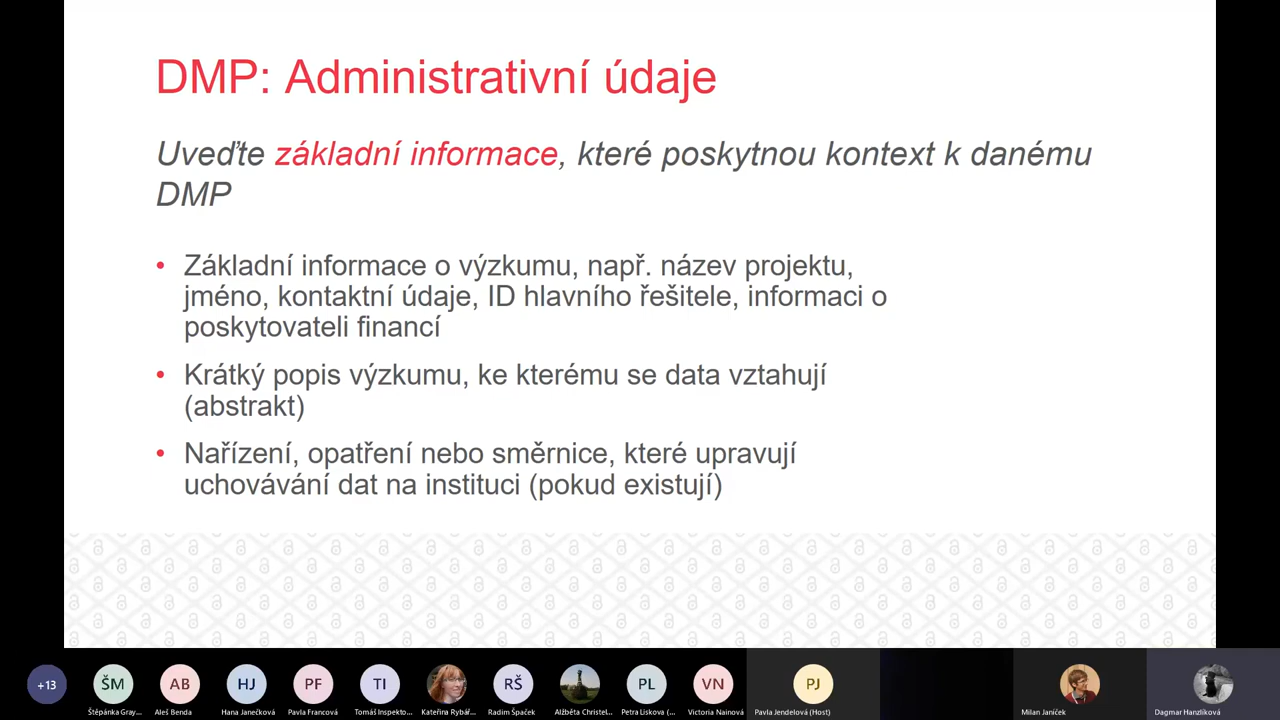 DMP: Administrativní údaje
Uveďte základní informace, které poskytnou kontext k danému
DMP
• Základní informace o výzkumu, např. název projektu,
jméno, kontaktní údaje, ID hlavního řešitele, informaci o
poskytovateli financí
• Krátký popis výzkumu, ke kterému se data vztahují
(abstrakt)
• Nařízení, opatření nebo směrnice, které upravují
uchovávání dat na instituci (pokud existují)
+13 ŠM AB HJ PF TI RŠ PL VN PJ
Štěpánka Gray... Aleš Benda Hana Janečková Pavla Francová Tomáš Inspekto... Kateřina Rybář... Radim Špaček Alžběta Christel... Petra Liskova (... Victoria Nainová Pavla Jendelová (Host) Milan Janíček Dagmar Hanzlíková